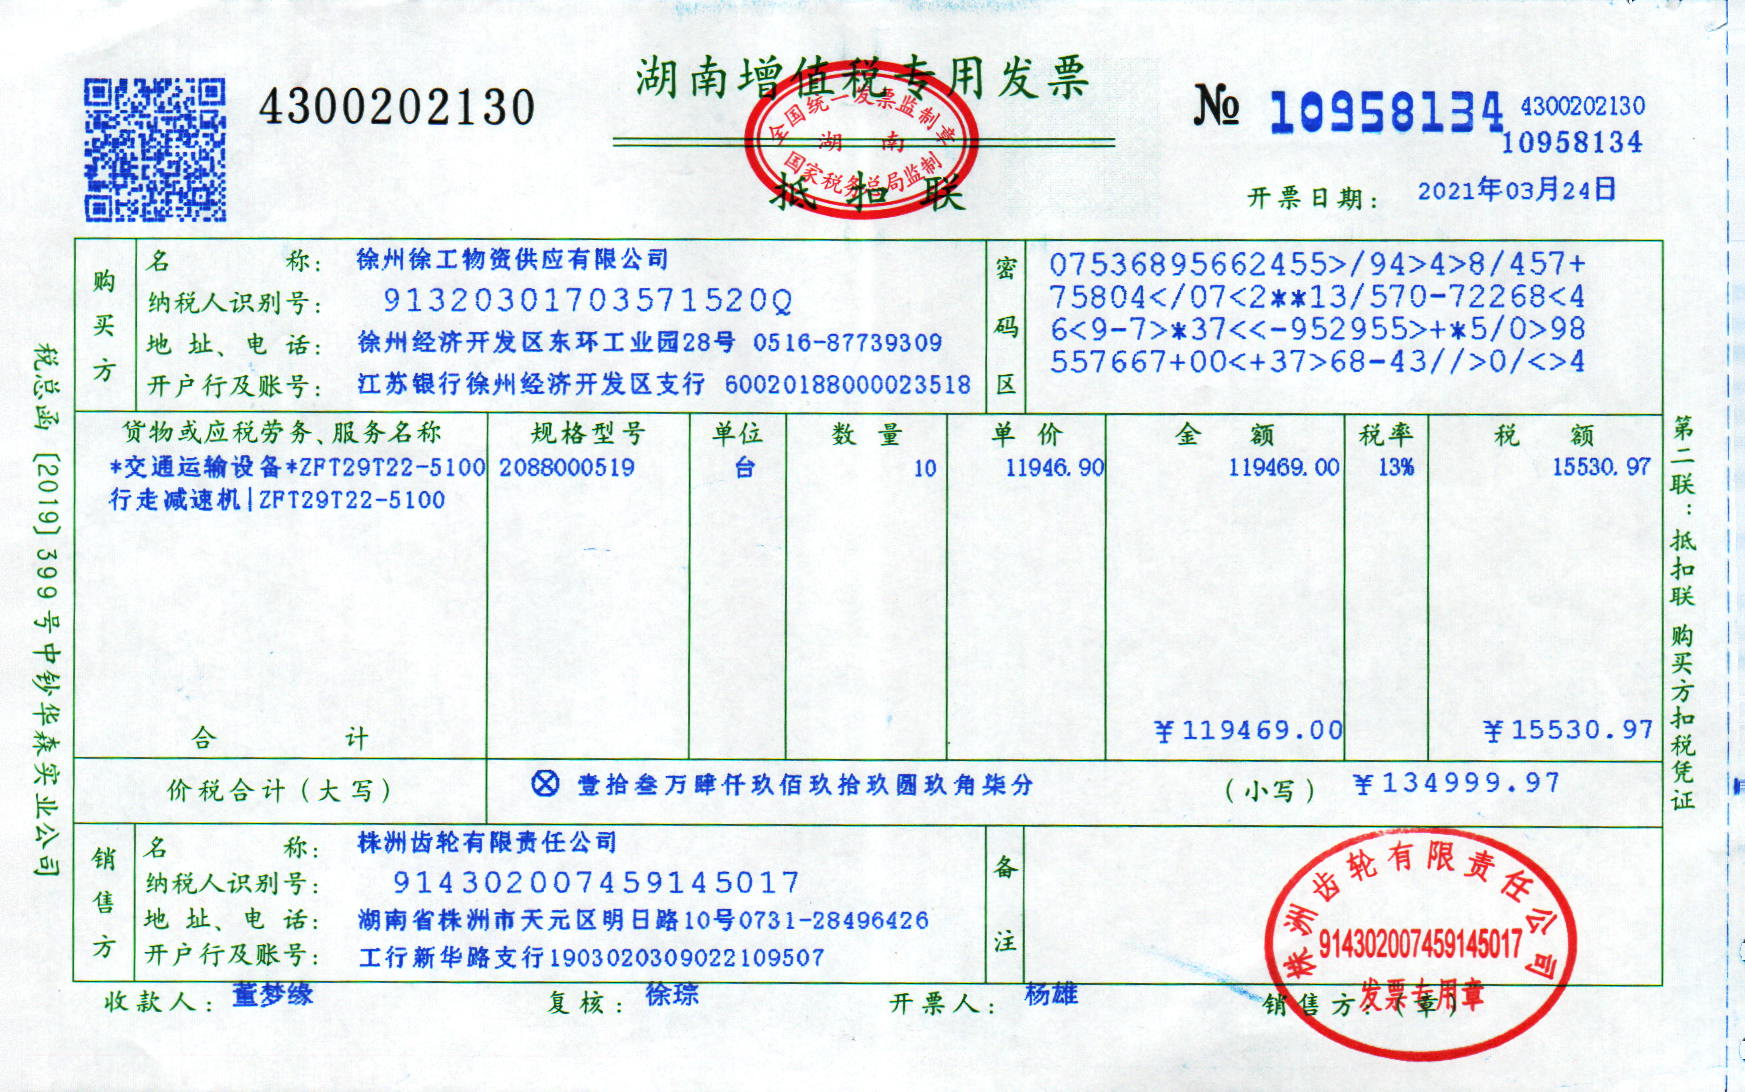 湖南增值税专用发票
4300202130
№ 10958134
4300202130
10958134
全国统一发票监制章
湖 南
国家税务总局监制
抵扣联
开票日期： 2021年03月24日
购买方
名 称： 徐州徐工物资供应有限公司
纳税人识别号： 91320301703571520Q
地 址、电 话： 徐州经济开发区东环工业园28号 0516-87739309
开户行及账号： 江苏银行徐州经济开发区支行 60020188000023518
密码区
07536895662455>/94>4>8/457+
75804</07<2**13/570-72268<4
6<9-7>*37<<-952955>+*5/0>98
557667+00<+37>68-43//>0/<>4
货物或应税劳务、服务名称 规格型号 单位 数 量 单 价 金 额 税率 税 额
*交通运输设备*ZFT29T22-5100 2088000519 台 10 11946.90 119469.00 13% 15530.97
行走减速机|ZFT29T22-5100
合 计 ￥119469.00 ￥15530.97
价税合计（大写） ⊗ 壹拾叁万肆仟玖佰玖拾玖圆玖角柒分 （小写） ￥134999.97
销售方
名 称： 株洲齿轮有限责任公司
纳税人识别号： 914302007459145017
地 址、电 话： 湖南省株洲市天元区明日路10号0731-28496426
开户行及账号： 工行新华路支行1903020309022109507
备注
收款人： 董梦缘 复核： 徐琮 开票人： 杨雄 销售方：（章）
株洲齿轮有限责任公司
914302007459145017
发票专用章
税总函〔2019〕399号中钞华森实业公司
第二联：抵扣联 购买方扣税凭证